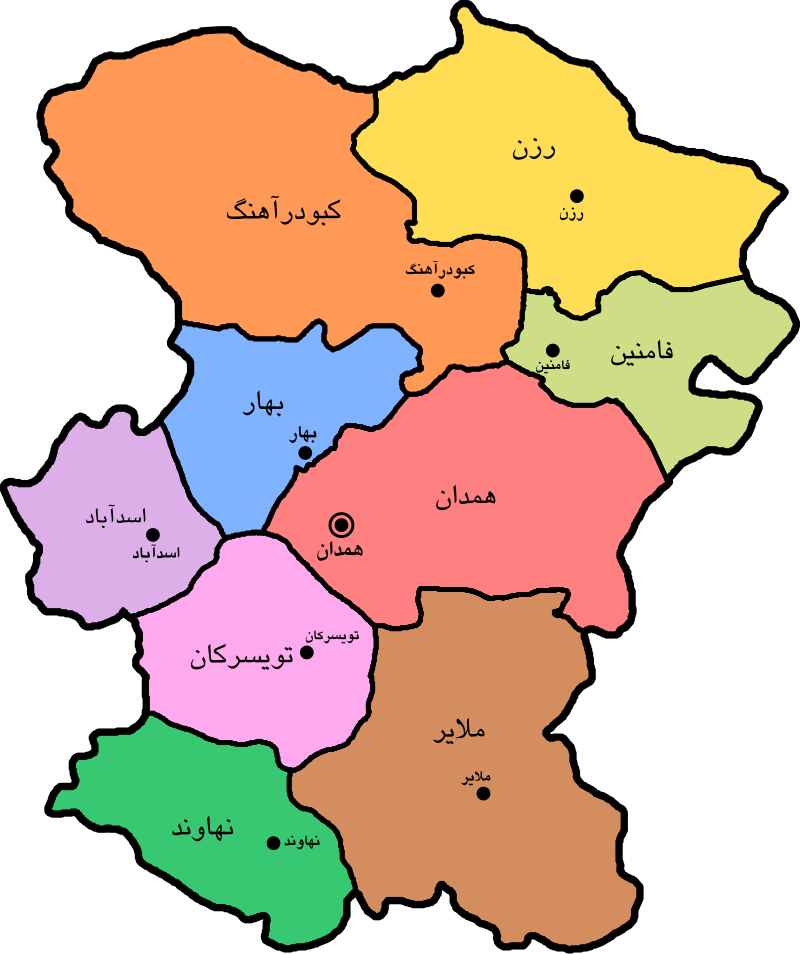 رزن
رزن
کبودرآهنگ
کبودرآهنگ
فامنین
فامنین
بهار
بهار
همدان
همدان
اسدآباد
اسدآباد
تویسرکان
تویسرکان
ملایر
ملایر
نهاوند
نهاوند